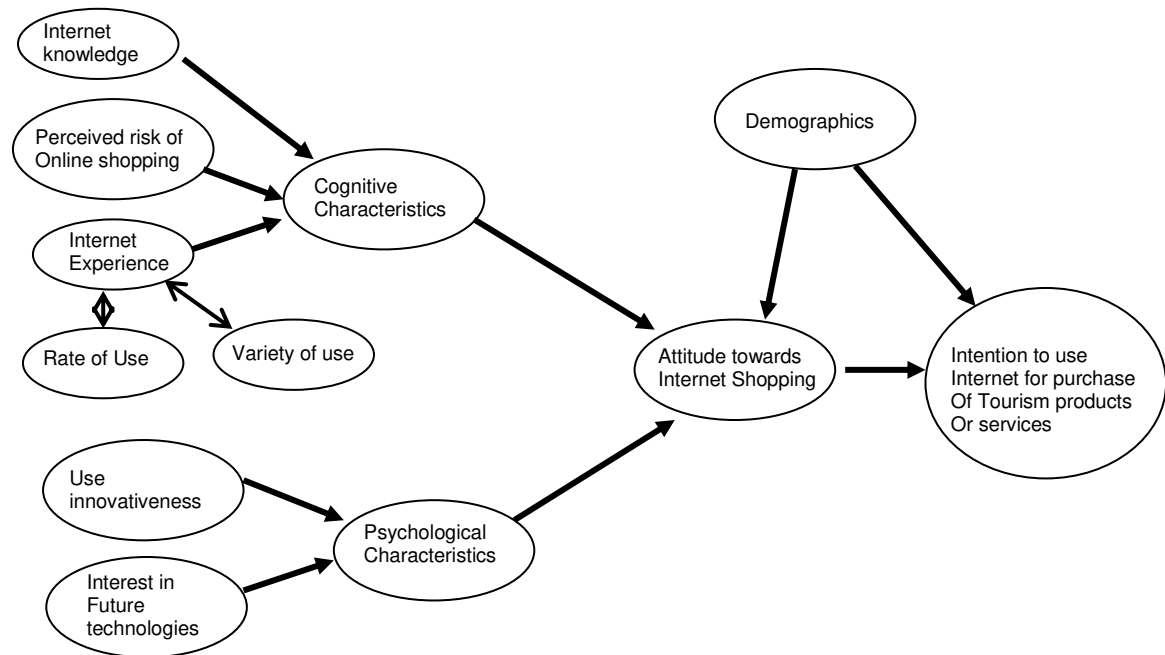 Internet
knowledge
Perceived risk of
Online shopping
Internet
Experience
Rate of Use
Variety of use
Cognitive
Characteristics
Demographics
Attitude towards
Internet Shopping
Intention to use
Internet for purchase
Of Tourism products
Or services
Use
innovativeness
Interest in
Future
technologies
Psychological
Characteristics